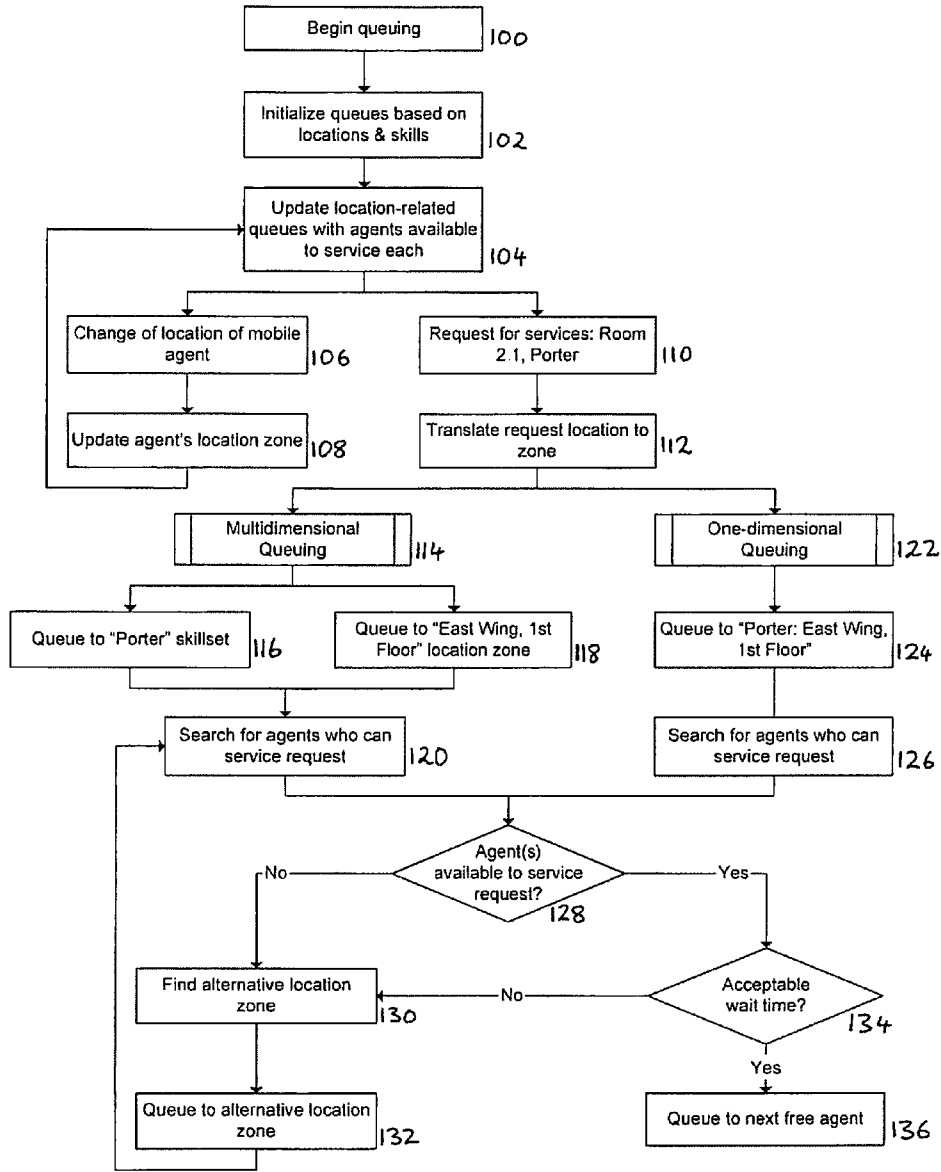 Begin queuing
100
Initialize queues based on
locations & skills
102
Update location-related
queues with agents available
to service each
104
Change of location of mobile
agent
106
Request for services: Room
2.1, Porter
110
Update agent's location zone
108
Translate request location to
zone
112
Multidimensional
Queuing
114
One-dimensional
Queuing
122
Queue to "Porter" skillset
116
Queue to "East Wing, 1st
Floor" location zone
118
Queue to "Porter: East Wing,
1st Floor"
124
Search for agents who can
service request
120
Search for agents who can
service request
126
Agent(s)
available to service
request?
128
No
Yes
Find alternative location
zone
130
No
Acceptable
wait time?
134
Yes
Queue to alternative location
zone
132
Queue to next free agent
136